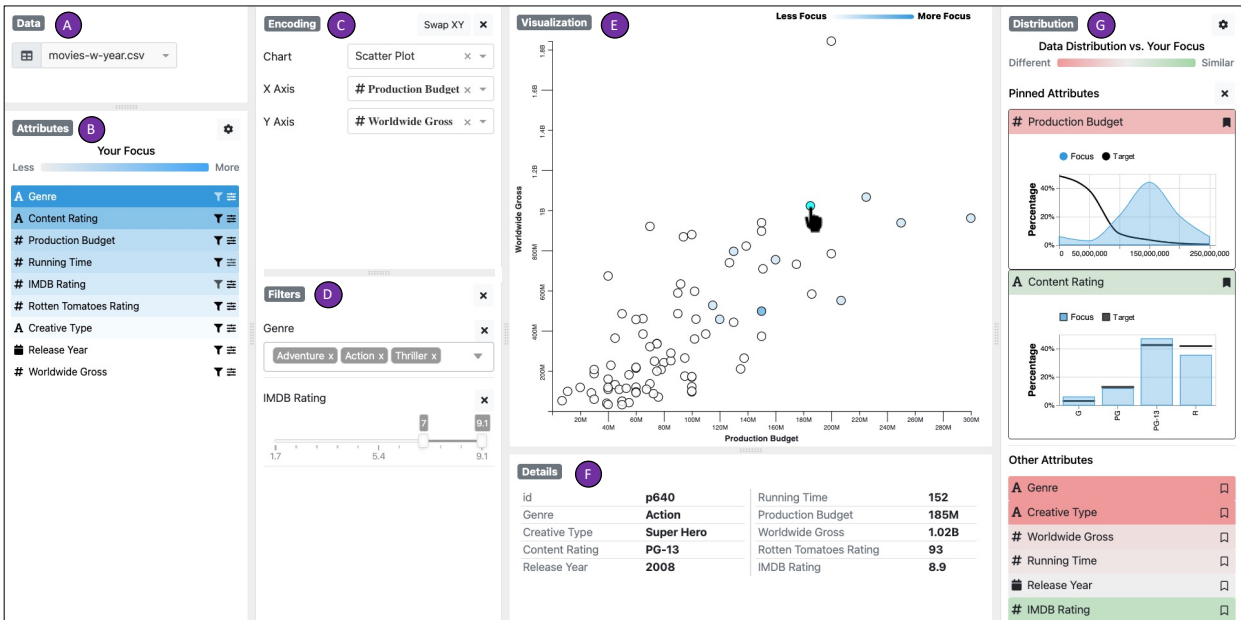 Data
A
movies-w-year.csv
Attributes
B
Your Focus
Less
More
A Genre
A Content Rating
# Production Budget
# Running Time
# IMDB Rating
# Rotten Tomatoes Rating
A Creative Type
Release Year
# Worldwide Gross
Encoding
C
Swap XY ×
Chart
Scatter Plot ×
X Axis
# Production Budget ×
Y Axis
# Worldwide Gross ×
Filters
D
×
Genre
×
Adventure x Action x Thriller x
IMDB Rating
×
7
9.1
1.7
5.4
9.1
Visualization
E
Less Focus
More Focus
Worldwide Gross
1.8B
1.6B
1.4B
1.2B
1B
800M
600M
400M
200M
20M
40M
60M
80M
100M
120M
140M
160M
180M
200M
220M
240M
260M
280M
300M
Production Budget
Details
F
id p640
Genre Action
Creative Type Super Hero
Content Rating PG-13
Release Year 2008
Running Time 152
Production Budget 185M
Worldwide Gross 1.02B
Rotten Tomatoes Rating 93
IMDB Rating 8.9
Distribution
G
Data Distribution vs. Your Focus
Different
Similar
Pinned Attributes
×
# Production Budget
Focus
Target
Percentage
40%
20%
0%
0
50,000,000
150,000,000
250,000,000
A Content Rating
Focus
Target
Percentage
40%
20%
0%
G
PG
PG-13
R
Other Attributes
A Genre
A Creative Type
# Worldwide Gross
# Running Time
Release Year
# IMDB Rating